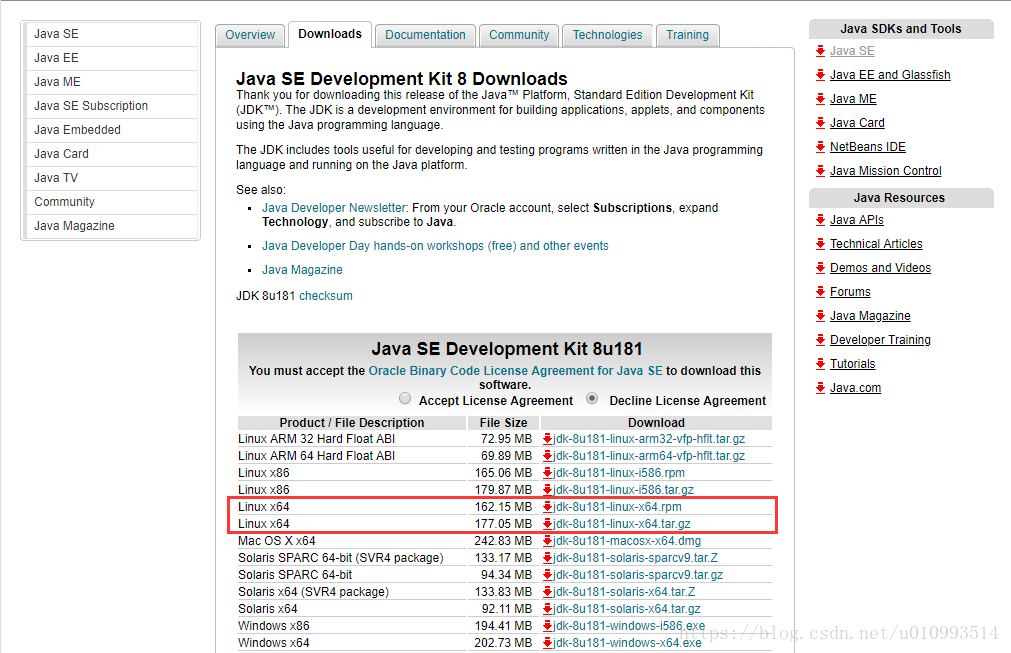 Java SE
Java EE
Java ME
Java SE Subscription
Java Embedded
Java Card
Java TV
Community
Java Magazine
Overview Downloads Documentation Community Technologies Training
Java SE Development Kit 8 Downloads
Thank you for downloading this release of the Java™ Platform, Standard Edition Development Kit
(JDK™). The JDK is a development environment for building applications, applets, and components
using the Java programming language.
The JDK includes tools useful for developing and testing programs written in the Java programming
language and running on the Java platform.
See also:
Java Developer Newsletter: From your Oracle account, select Subscriptions, expand
Technology, and subscribe to Java.
Java Developer Day hands-on workshops (free) and other events
Java Magazine
JDK 8u181 checksum
Java SE Development Kit 8u181
You must accept the Oracle Binary Code License Agreement for Java SE to download this
software.
Accept License Agreement Decline License Agreement
Product / File Description File Size Download
Linux ARM 32 Hard Float ABI 72.95 MB jdk-8u181-linux-arm32-vfp-hflt.tar.gz
Linux ARM 64 Hard Float ABI 69.89 MB jdk-8u181-linux-arm64-vfp-hflt.tar.gz
Linux x86 165.06 MB jdk-8u181-linux-i586.rpm
Linux x86 179.87 MB jdk-8u181-linux-i586.tar.gz
Linux x64 162.15 MB jdk-8u181-linux-x64.rpm
Linux x64 177.05 MB jdk-8u181-linux-x64.tar.gz
Mac OS X x64 242.83 MB jdk-8u181-macosx-x64.dmg
Solaris SPARC 64-bit (SVR4 package) 133.17 MB jdk-8u181-solaris-sparcv9.tar.Z
Solaris SPARC 64-bit 94.34 MB jdk-8u181-solaris-sparcv9.tar.gz
Solaris x64 (SVR4 package) 133.83 MB jdk-8u181-solaris-x64.tar.Z
Solaris x64 92.11 MB jdk-8u181-solaris-x64.tar.gz
Windows x86 194.41 MB jdk-8u181-windows-i586.exe
Windows x64 202.73 MB jdk-8u181-windows-x64.exe
Java SDKs and Tools
Java SE
Java EE and Glassfish
Java ME
Java Card
NetBeans IDE
Java Mission Control
Java Resources
Java APIs
Technical Articles
Demos and Videos
Forums
Java Magazine
Developer Training
Tutorials
Java.com
https://blog.csdn.net/u010993514